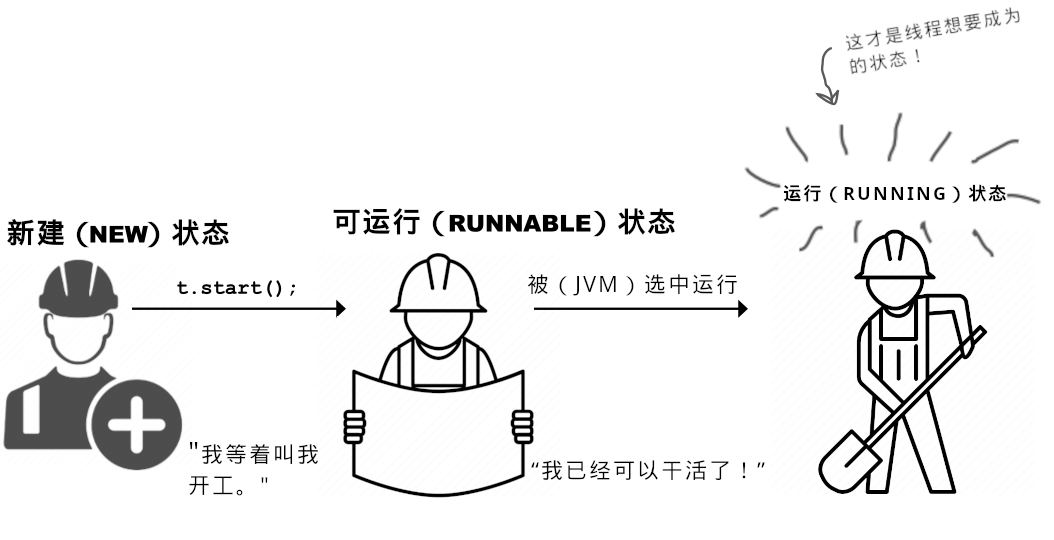 这才是线程想要成为
的状态！
运行（RUNNING）状态
新建（NEW）状态
可运行（RUNNABLE）状态
t.start();
被（JVM）选中运行
"我等着叫我
开工。"
“我已经可以干活了！”